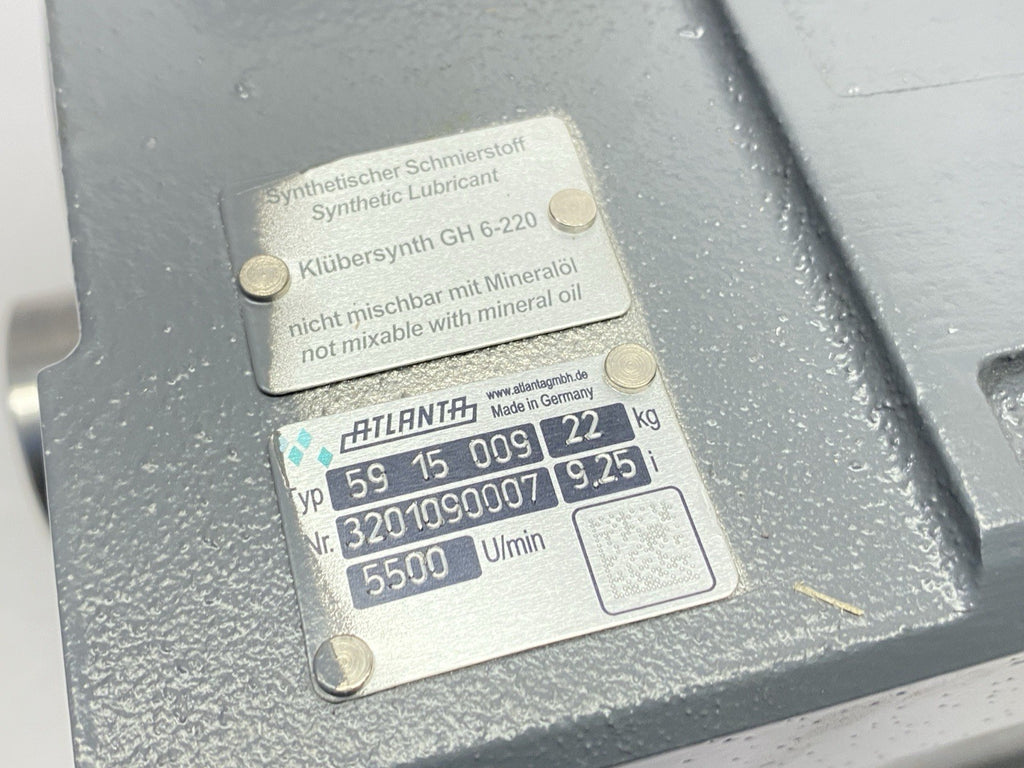 Synthetischer Schmierstoff
Synthetic Lubricant
Klübersynth GH 6-220
nicht mischbar mit Mineralöl
not mixable with mineral oil
ATLANTA www.atlantagmbh.de
Made in Germany
Typ 59 15 009 22 kg
Nr. 3201090007 9.25 i
5500 U/min